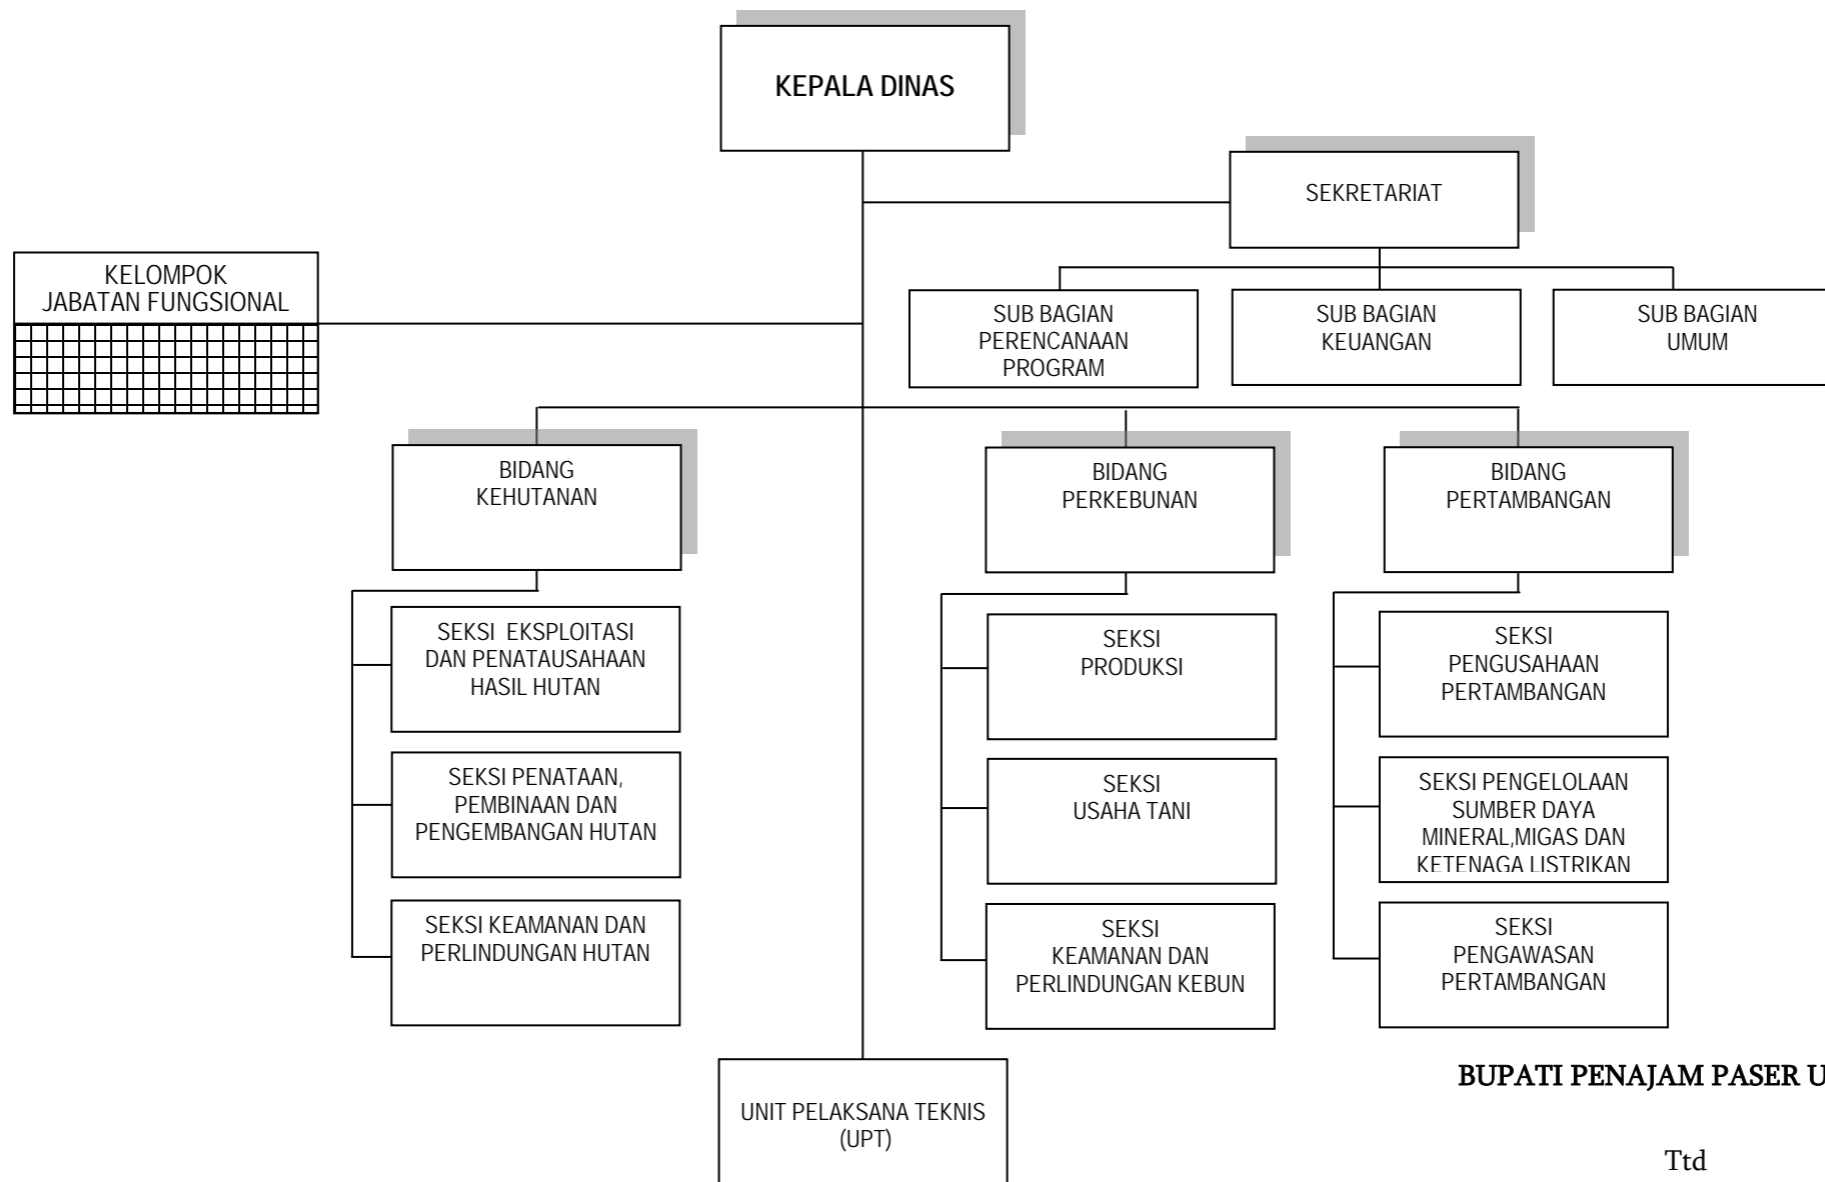 KEPALA DINAS
SEKRETARIAT
KELOMPOK
JABATAN FUNGSIONAL
SUB BAGIAN
PERENCANAAN
PROGRAM
SUB BAGIAN
KEUANGAN
SUB BAGIAN
UMUM
BIDANG
KEHUTANAN
BIDANG
PERKEBUNAN
BIDANG
PERTAMBANGAN
SEKSI EKSPLOITASI
DAN PENATAUSAHAAN
HASIL HUTAN
SEKSI PENATAAN,
PEMBINAAN DAN
PENGEMBANGAN HUTAN
SEKSI KEAMANAN DAN
PERLINDUNGAN HUTAN
SEKSI
PRODUKSI
SEKSI
USAHA TANI
SEKSI
KEAMANAN DAN
PERLINDUNGAN KEBUN
SEKSI
PENGUSAHAAN
PERTAMBANGAN
SEKSI PENGELOLAAN
SUMBER DAYA
MINERAL,MIGAS DAN
KETENAGA LISTRIKAN
SEKSI
PENGAWASAN
PERTAMBANGAN
UNIT PELAKSANA TEKNIS
(UPT)
BUPATI PENAJAM PASER U
Ttd